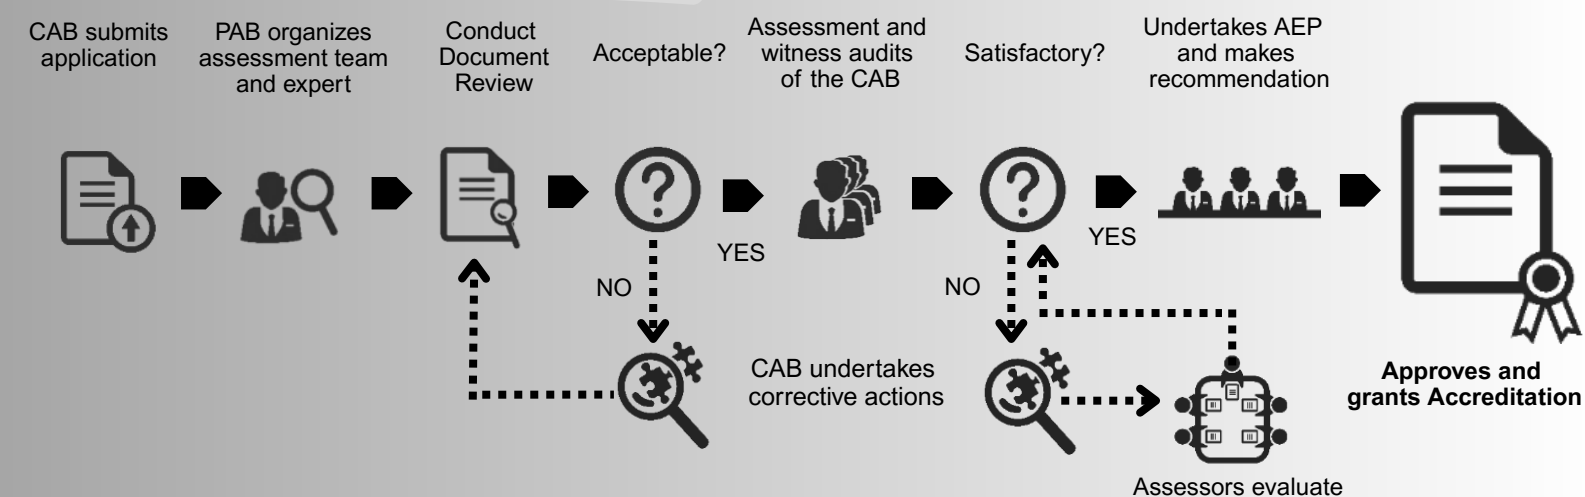 CAB submits
application
PAB organizes
assessment team
and expert
Conduct
Document
Review
Acceptable?
Assessment and
witness audits
of the CAB
Satisfactory?
Undertakes AEP
and makes
recommendation
YES
NO
YES
NO
CAB undertakes
corrective actions
Approves and
grants Accreditation
Assessors evaluate